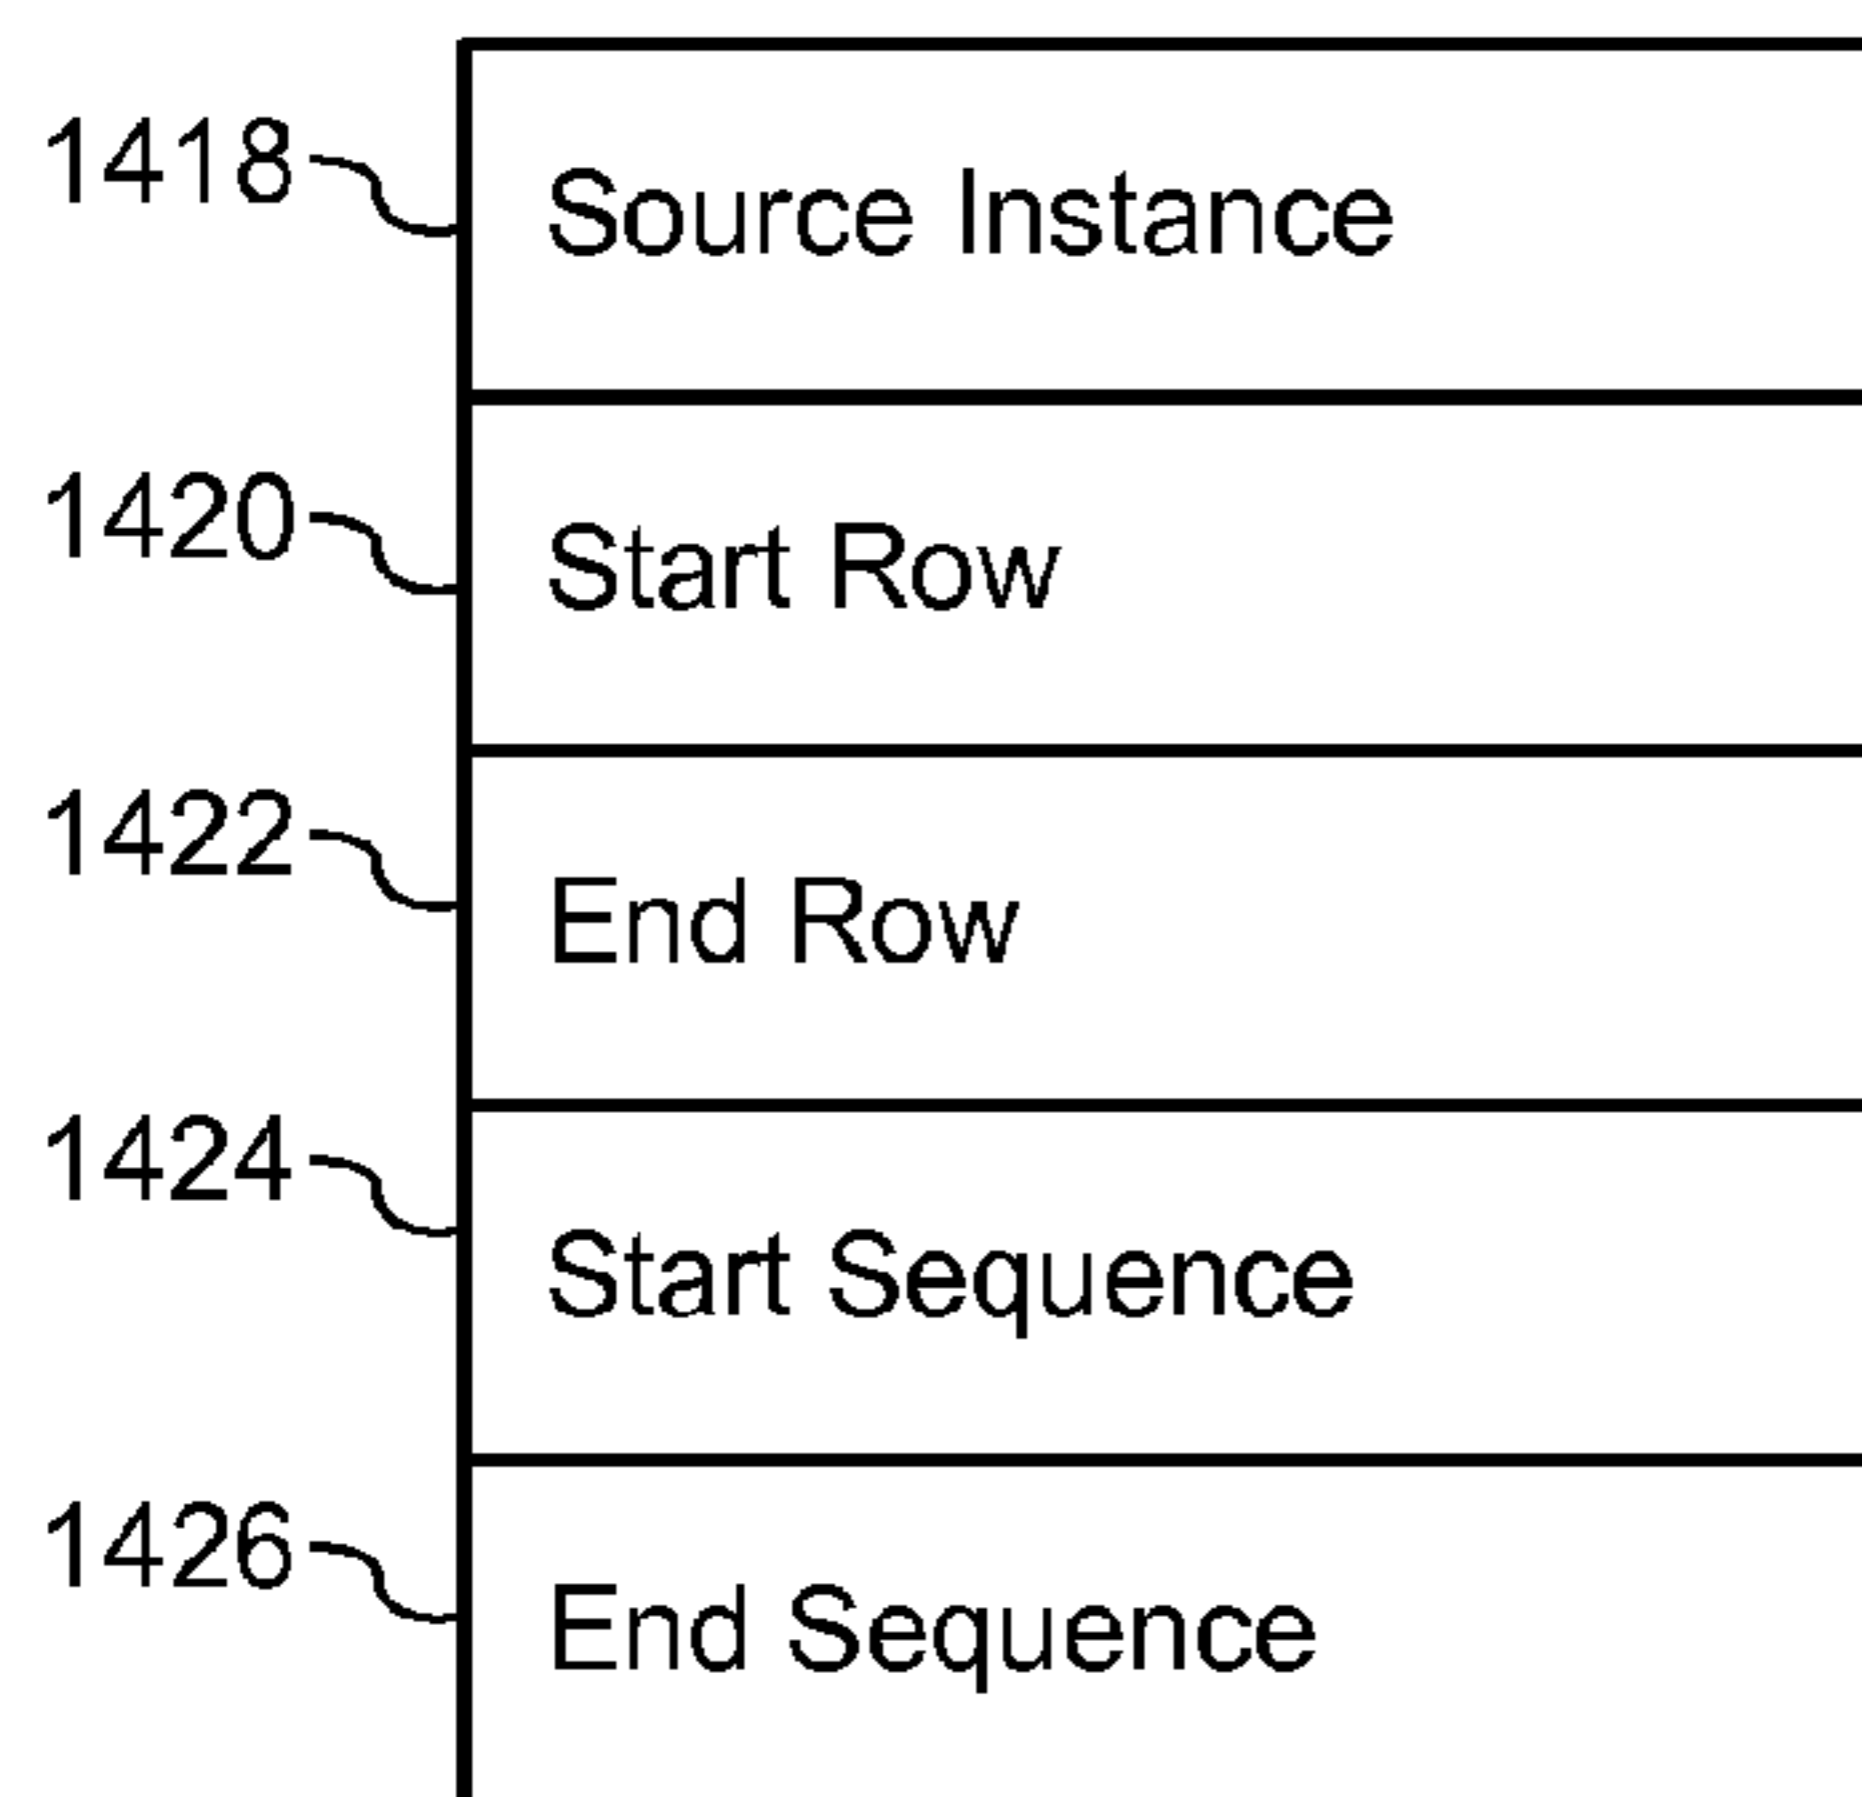 1418 Source Instance
1420 Start Row
1422 End Row
1424 Start Sequence
1426 End Sequence